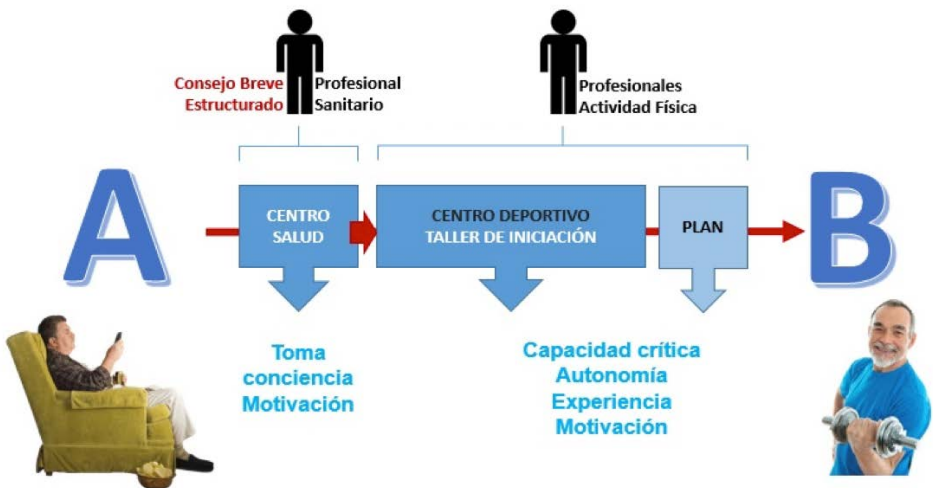 Consejo Breve
Estructurado
Profesional
Sanitario
Profesionales
Actividad Física
A
CENTRO
SALUD
CENTRO DEPORTIVO
TALLER DE INICIACIÓN
PLAN
B
Toma
conciencia
Motivación
Capacidad crítica
Autonomía
Experiencia
Motivación